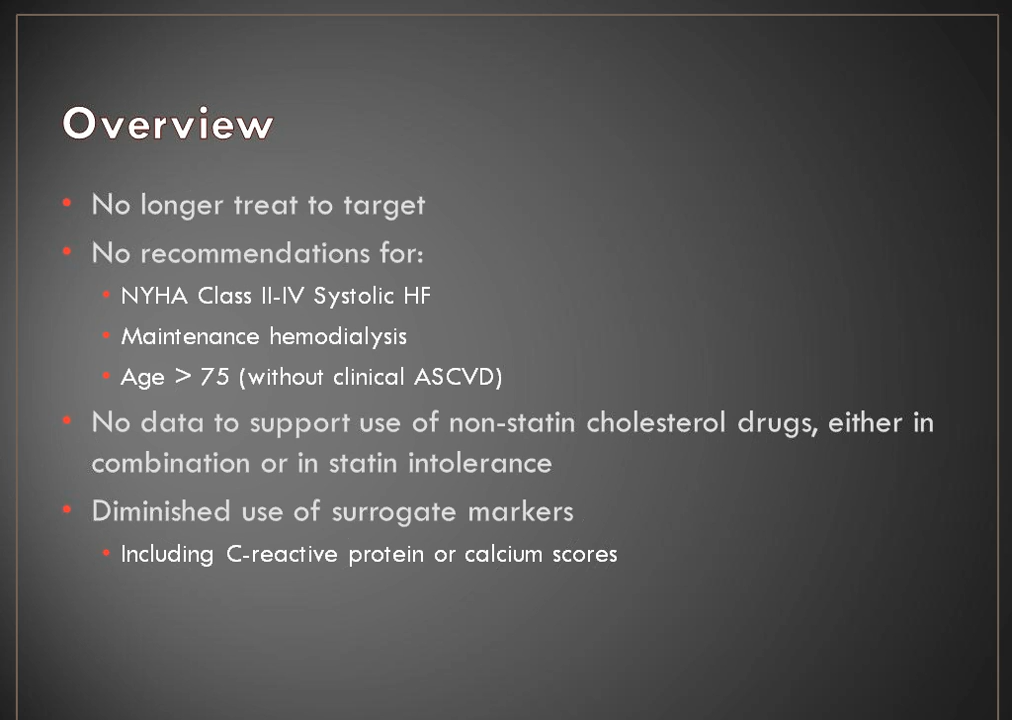 Overview
• No longer treat to target
• No recommendations for:
• NYHA Class II-IV Systolic HF
• Maintenance hemodialysis
• Age > 75 (without clinical ASCVD)
• No data to support use of non-statin cholesterol drugs, either in
combination or in statin intolerance
• Diminished use of surrogate markers
• Including C-reactive protein or calcium scores